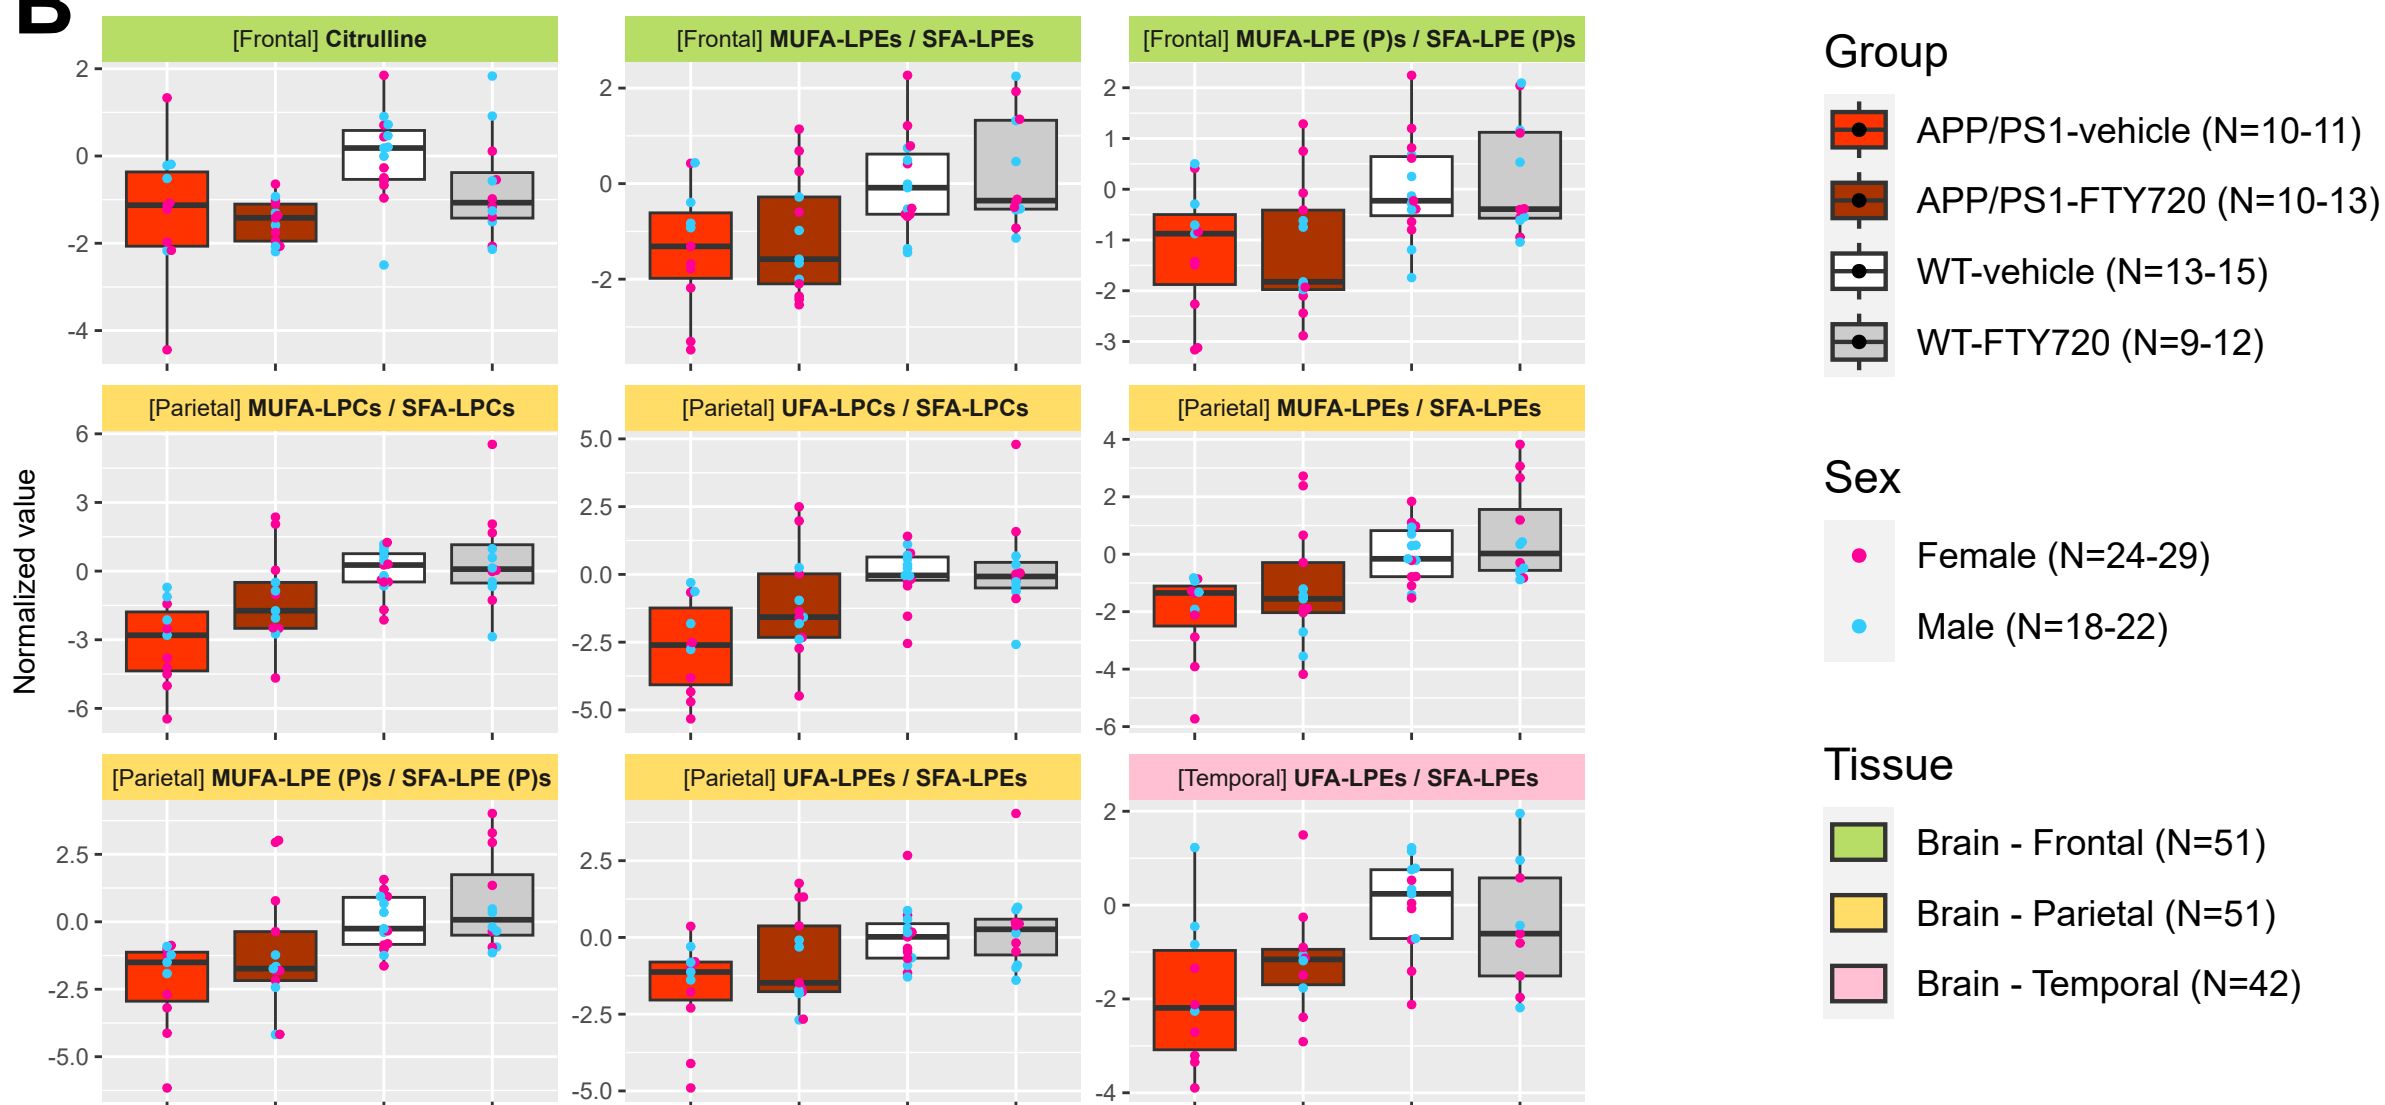 B
[Frontal] Citrulline
[Frontal] MUFA-LPEs / SFA-LPEs
[Frontal] MUFA-LPE (P)s / SFA-LPE (P)s
2
0
-2
-4
2
0
-2
2
1
0
-1
-2
-3
[Parietal] MUFA-LPCs / SFA-LPCs
[Parietal] UFA-LPCs / SFA-LPCs
[Parietal] MUFA-LPEs / SFA-LPEs
6
3
0
-3
-6
5.0
2.5
0.0
-2.5
-5.0
4
2
0
-2
-4
-6
Normalized value
[Parietal] MUFA-LPE (P)s / SFA-LPE (P)s
[Parietal] UFA-LPEs / SFA-LPEs
[Temporal] UFA-LPEs / SFA-LPEs
2.5
0.0
-2.5
-5.0
2.5
0.0
-2.5
-5.0
2
0
-2
-4
Group
APP/PS1-vehicle (N=10-11)
APP/PS1-FTY720 (N=10-13)
WT-vehicle (N=13-15)
WT-FTY720 (N=9-12)
Sex
Female (N=24-29)
Male (N=18-22)
Tissue
Brain - Frontal (N=51)
Brain - Parietal (N=51)
Brain - Temporal (N=42)